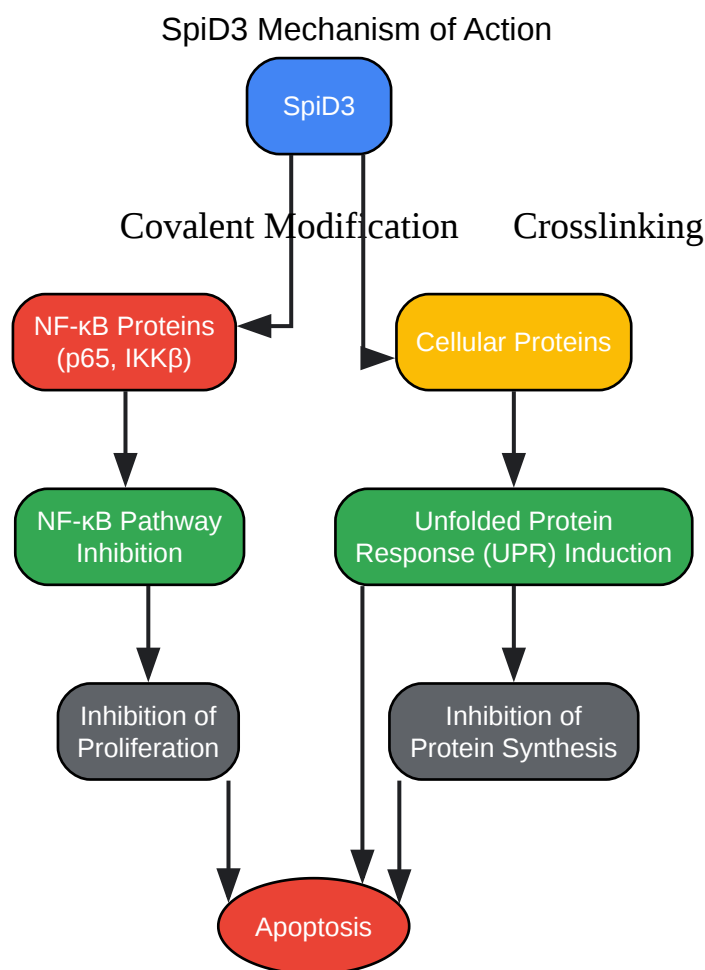 SpiD3 Mechanism of Action
SpiD3
Covalent Modification
Crosslinking
NF-κB Proteins
(p65, IKKβ)
Cellular Proteins
NF-κB Pathway
Inhibition
Unfolded Protein
Response (UPR) Induction
Inhibition of
Proliferation
Inhibition of
Protein Synthesis
Apoptosis